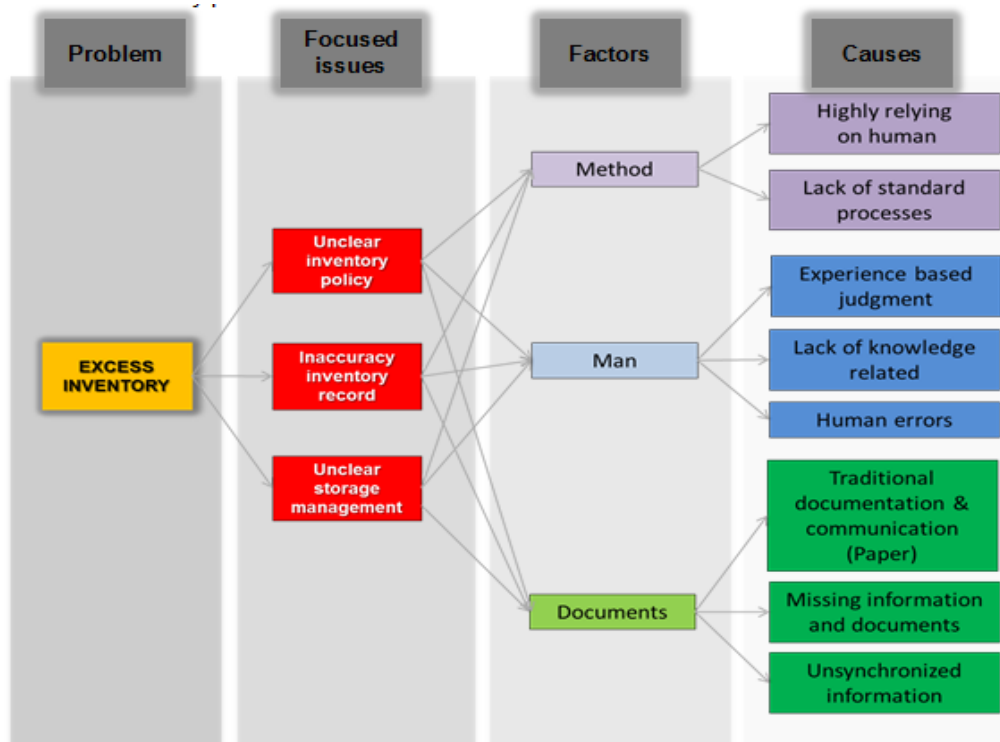 Problem
Focused
issues
Factors
Causes
EXCESS
INVENTORY
Unclear
inventory
policy
Inaccuracy
inventory
record
Unclear
storage
management
Method
Man
Documents
Highly relying
on human
Lack of standard
processes
Experience based
judgment
Lack of knowledge
related
Human errors
Traditional
documentation &
communication
(Paper)
Missing information
and documents
Unsynchronized
information